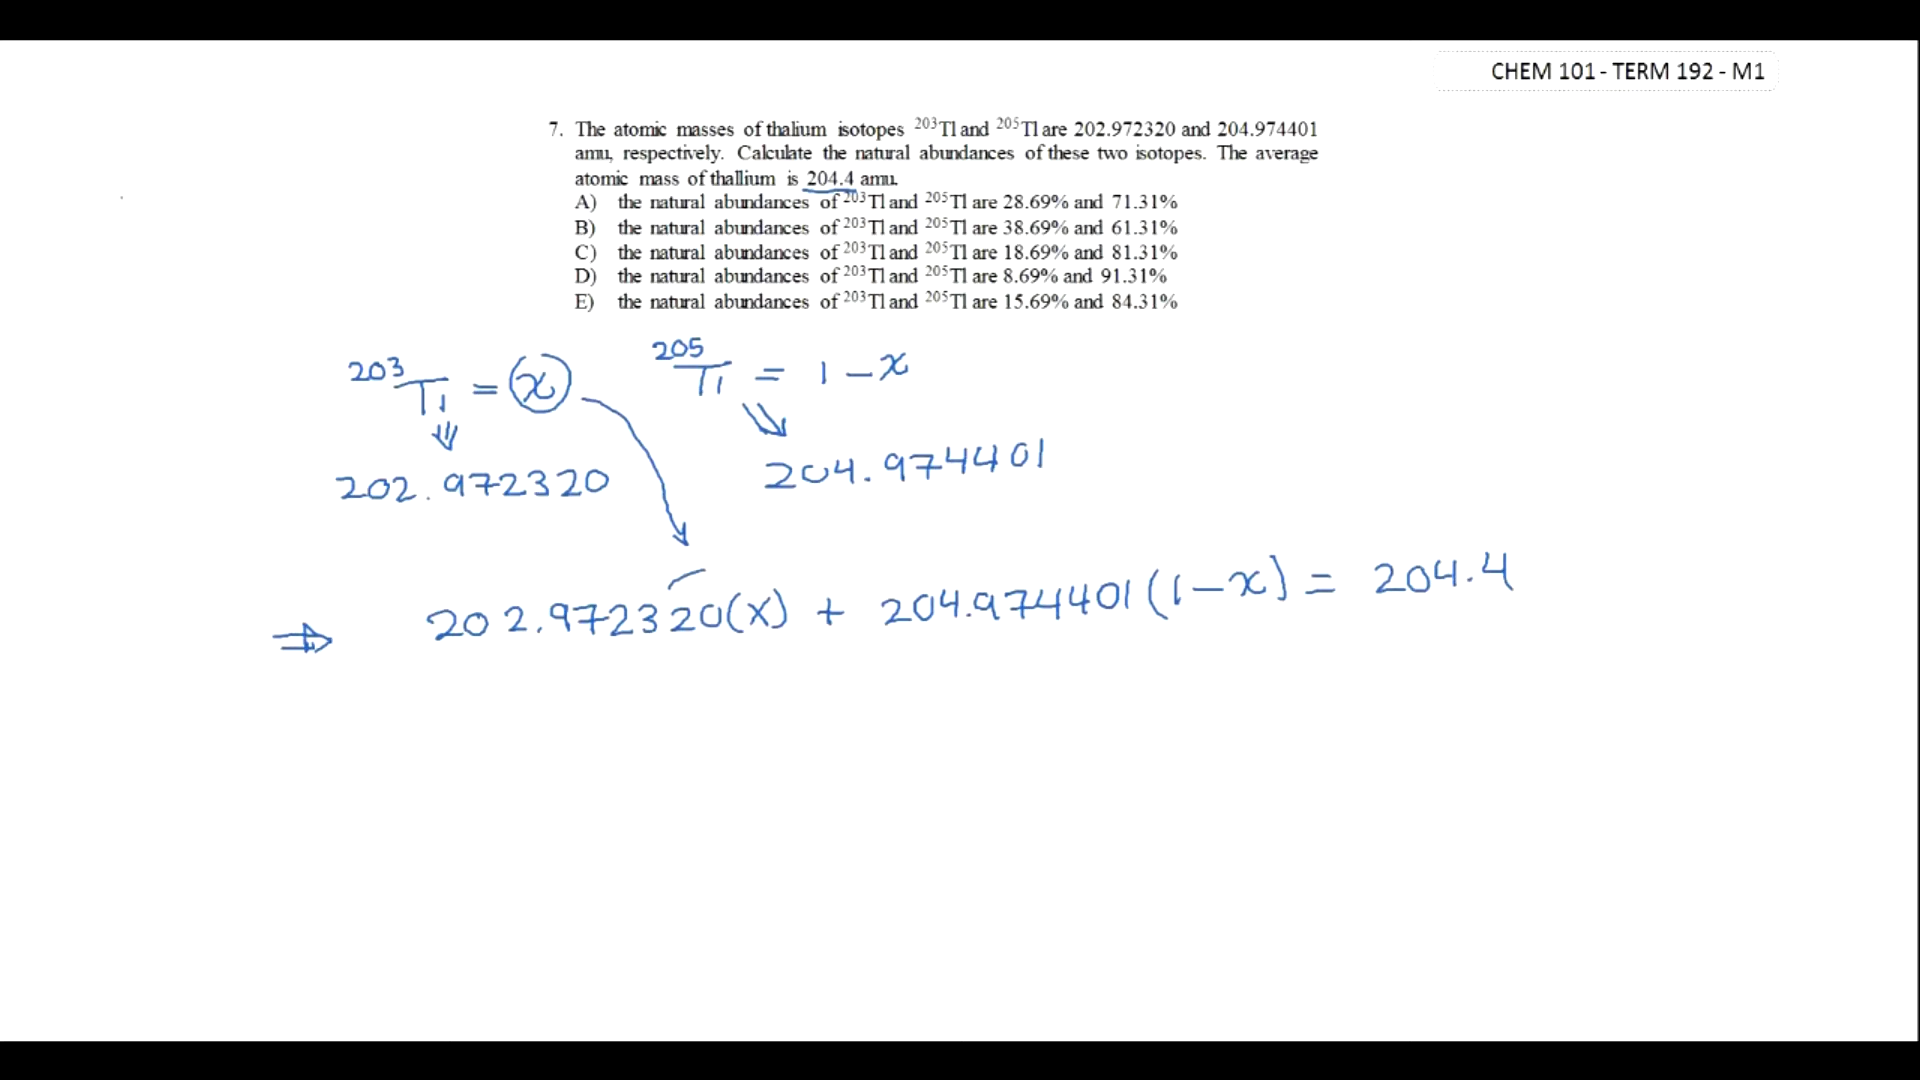 CHEM 101 - TERM 192 - M1
7. The atomic masses of thalium isotopes ²⁰³Tl and ²⁰⁵Tl are 202.972320 and 204.974401
amu, respectively. Calculate the natural abundances of these two isotopes. The average
atomic mass of thallium is 204.4 amu.
A) the natural abundances of ²⁰³Tl and ²⁰⁵Tl are 28.69% and 71.31%
B) the natural abundances of ²⁰³Tl and ²⁰⁵Tl are 38.69% and 61.31%
C) the natural abundances of ²⁰³Tl and ²⁰⁵Tl are 18.69% and 81.31%
D) the natural abundances of ²⁰³Tl and ²⁰⁵Tl are 8.69% and 91.31%
E) the natural abundances of ²⁰³Tl and ²⁰⁵Tl are 15.69% and 84.31%
²⁰³Tl = x ²⁰⁵Tl = 1 - x
202.972320 204.974401
⇒ 202.972320(x) + 204.974401(1-x) = 204.4